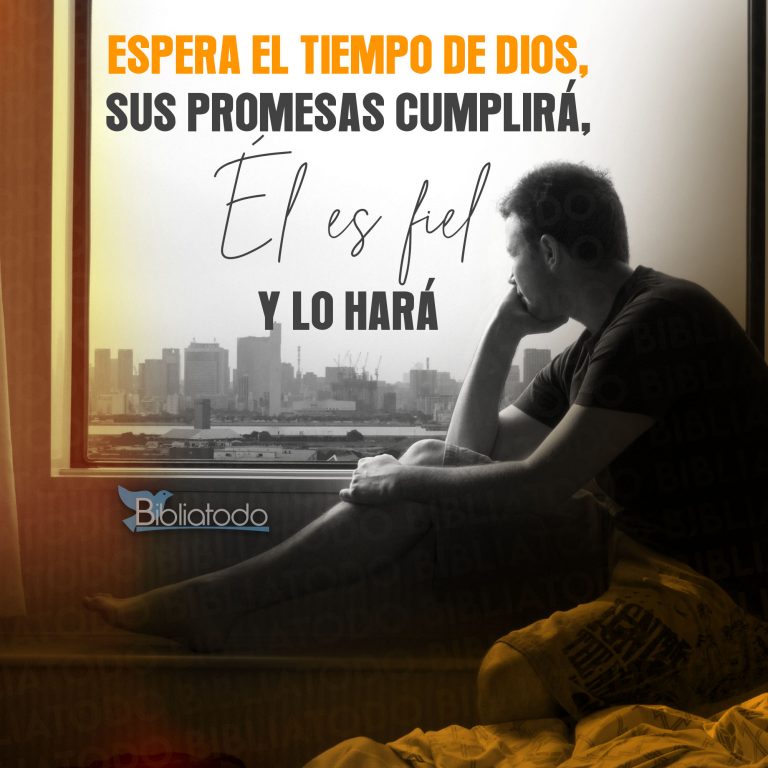 ESPERA EL TIEMPO DE DIOS,
SUS PROMESAS CUMPLIRÁ,
Él es fiel
Y LO HARÁ
Bibliatodo